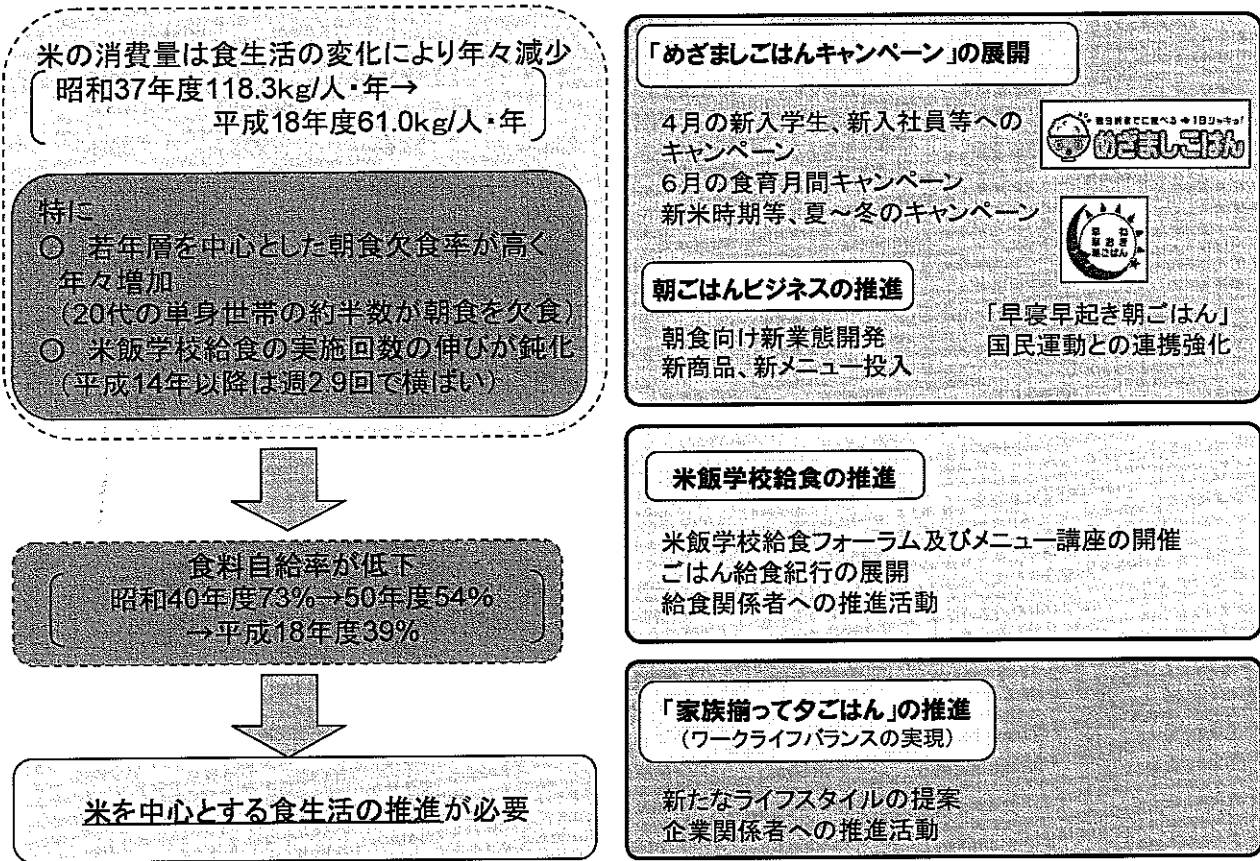 米の消費量は食生活の変化により年々減少
昭和37年度118.3kg/人・年→
平成18年度61.0kg/人・年
特に
○ 若年層を中心とした朝食欠食率が高く
年々増加
(20代の単身世帯の約半数が朝食を欠食)
○ 米飯学校給食の実施回数の伸びが鈍化
(平成14年以降は週2.9回で横ばい)
食料自給率が低下
昭和40年度73%→50年度54%
→平成18年度39%
米を中心とする食生活の推進が必要
「めざましごはんキャンペーン」の展開
4月の新入学生、新入社員等への
キャンペーン
6月の食育月間キャンペーン
新米時期等、夏～冬のキャンペーン
めざましごはん
早ね
早おき
朝ごはん
朝ごはんビジネスの推進
朝食向け新業態開発
新商品、新メニュー投入
「早寝早起き朝ごはん」
国民運動との連携強化
米飯学校給食の推進
米飯学校給食フォーラム及びメニュー講座の開催
ごはん給食紀行の展開
給食関係者への推進活動
「家族揃って夕ごはん」の推進
(ワークライフバランスの実現)
新たなライフスタイルの提案
企業関係者への推進活動